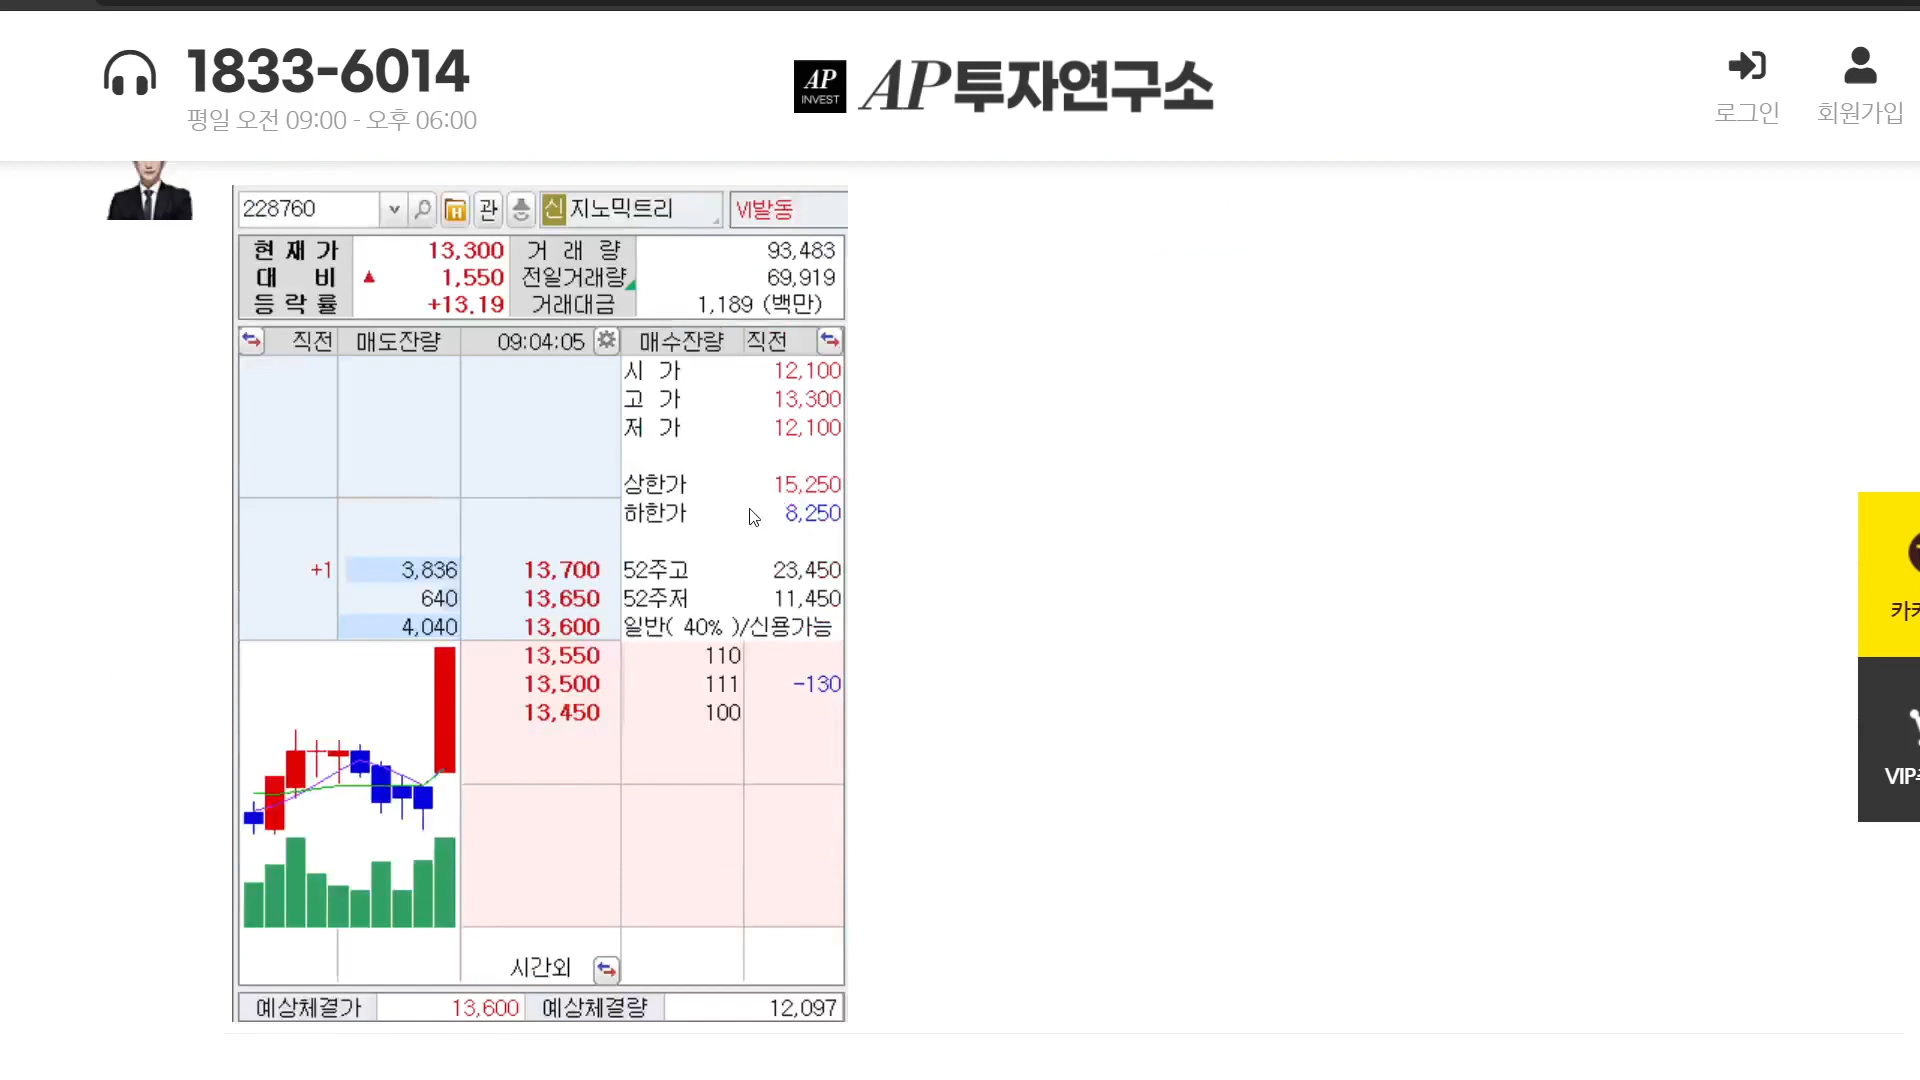 1833-6014
평일 오전 09:00 - 오후 06:00
AP
INVEST
AP투자연구소
로그인
회원가입
228760
관
신 지노믹트리
VI발동
현재가 13,300 거래량 93,483
대비 ▲ 1,550 전일거래량 69,919
등락률 +13.19 거래대금 1,189 (백만)
직전 매도잔량 09:04:05 매수잔량 직전
시 가 12,100
고 가 13,300
저 가 12,100
상한가 15,250
하한가 8,250
+1 3,836 13,700 52주고 23,450
640 13,650 52주저 11,450
4,040 13,600 일반( 40% )/신용가능
13,550 110
13,500 111 -130
13,450 100
시간외
예상체결가 13,600 예상체결량 12,097
VIP